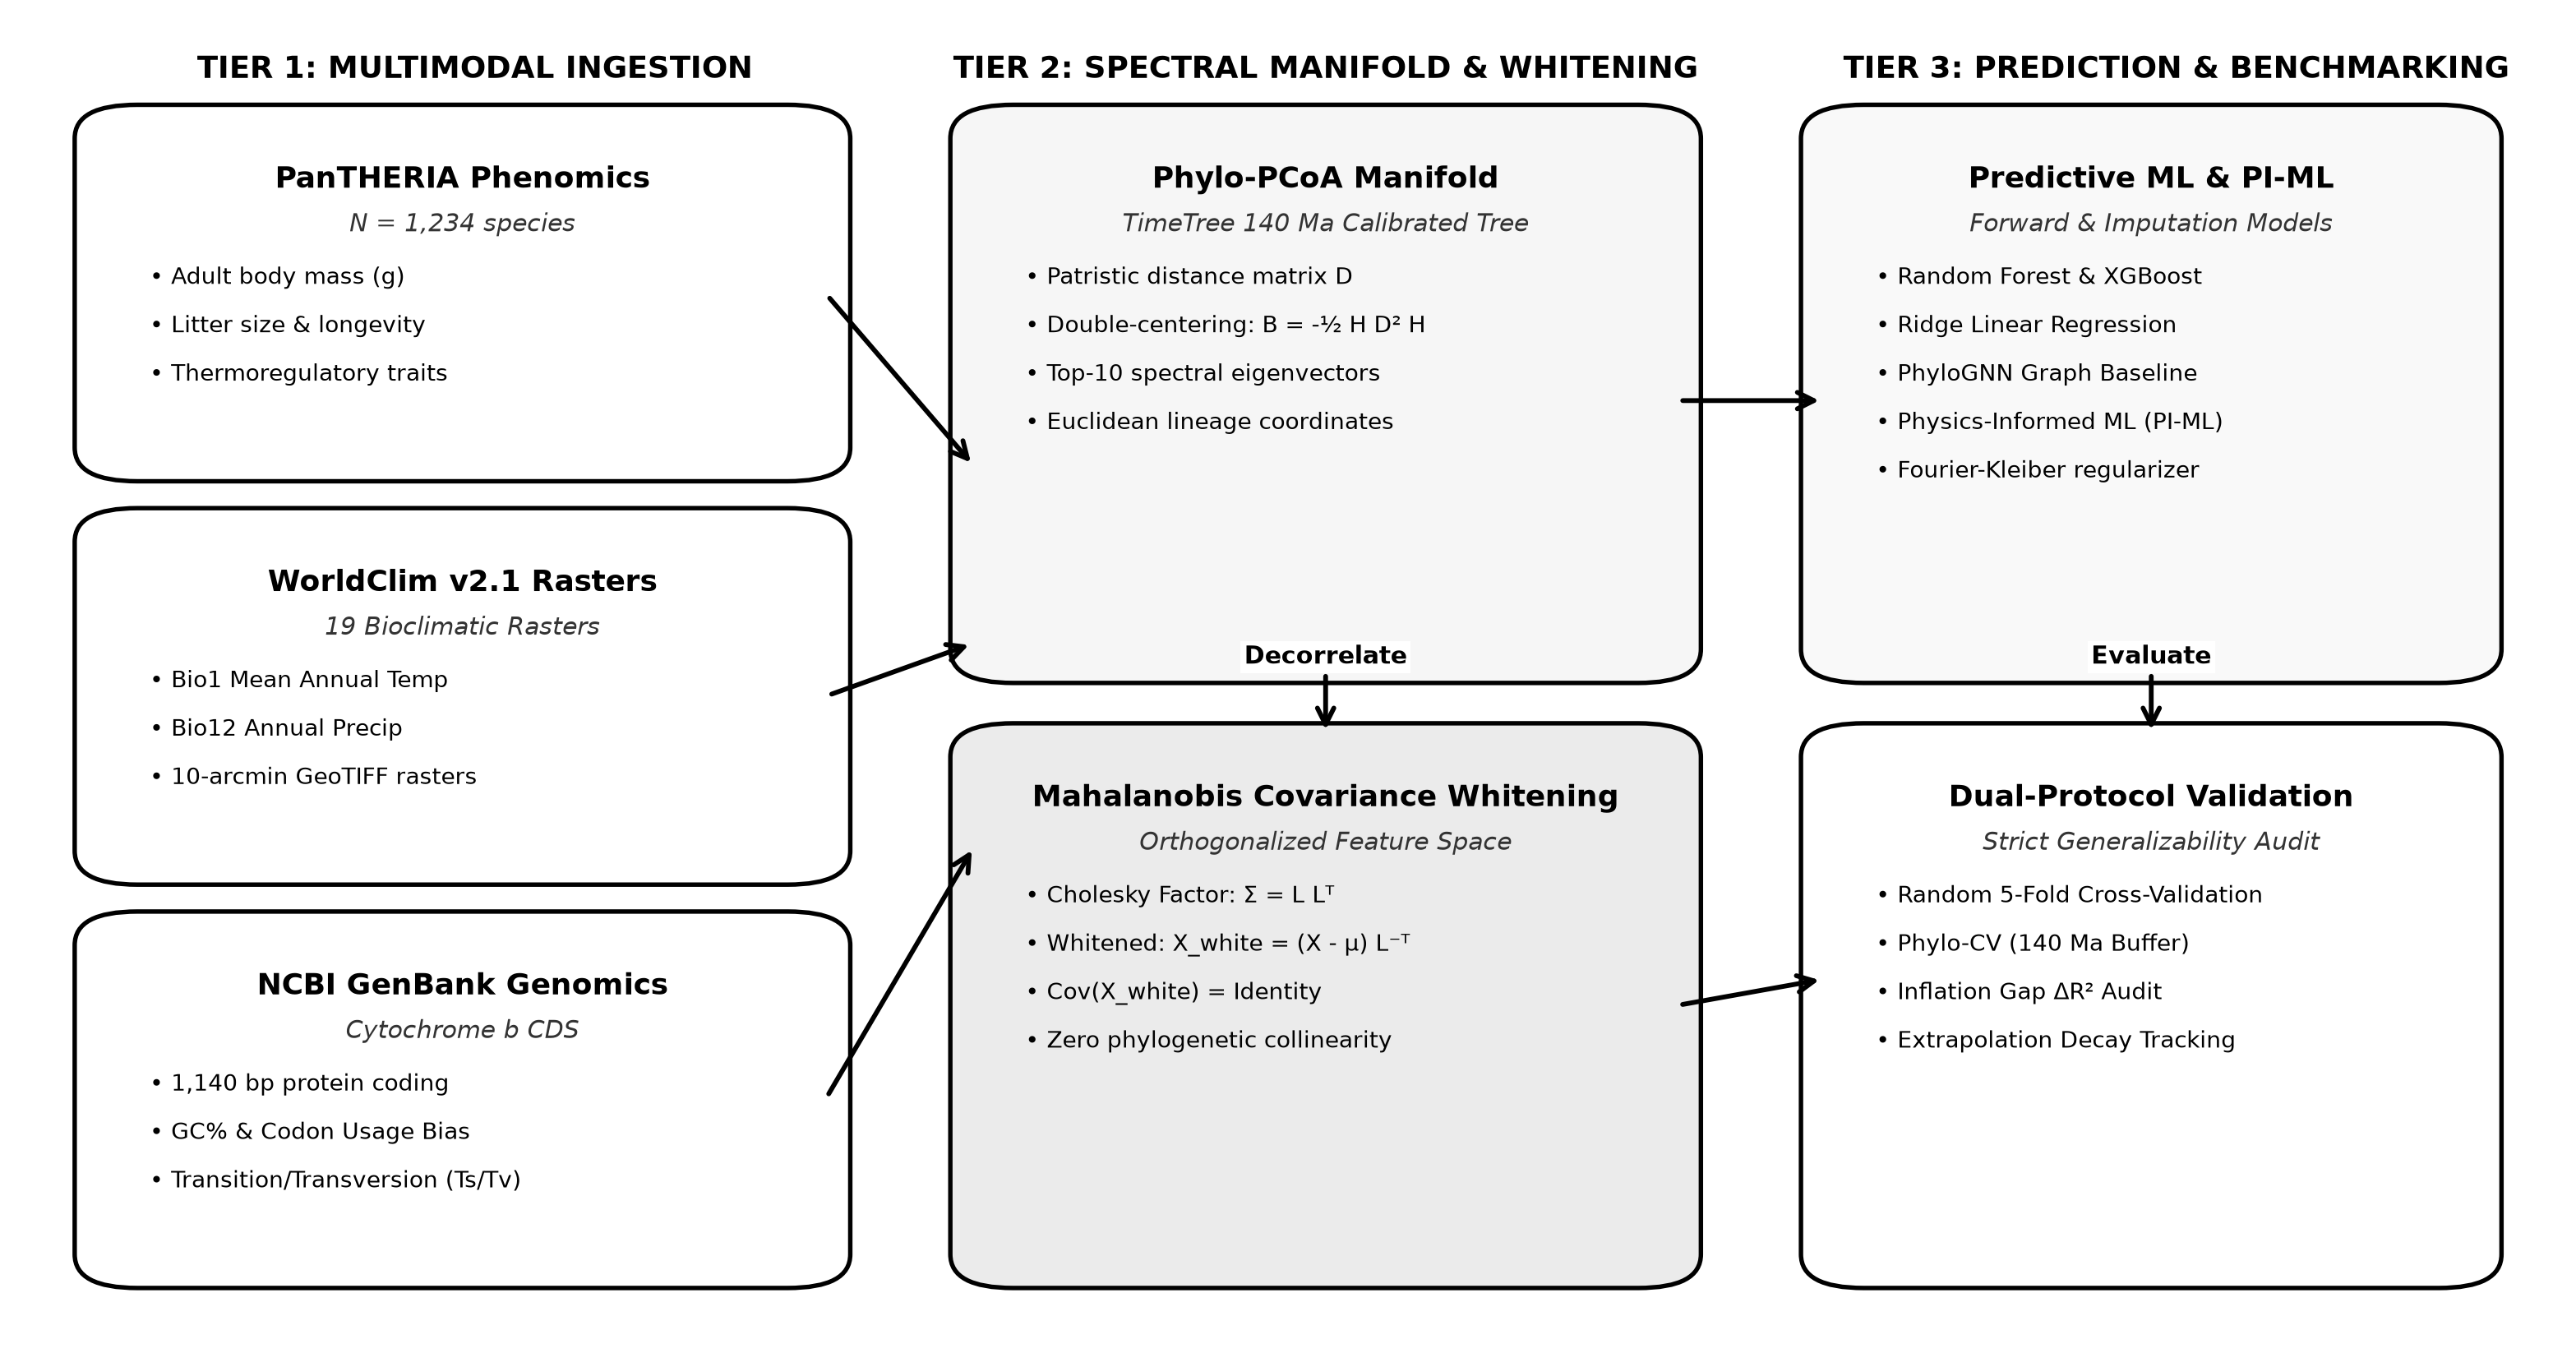 TIER 1: MULTIMODAL INGESTION
PanTHERIA Phenomics
N = 1,234 species
• Adult body mass (g)
• Litter size & longevity
• Thermoregulatory traits
WorldClim v2.1 Rasters
19 Bioclimatic Rasters
• Bio1 Mean Annual Temp
• Bio12 Annual Precip
• 10-arcmin GeoTIFF rasters
NCBI GenBank Genomics
Cytochrome b CDS
• 1,140 bp protein coding
• GC% & Codon Usage Bias
• Transition/Transversion (Ts/Tv)
TIER 2: SPECTRAL MANIFOLD & WHITENING
Phylo-PCoA Manifold
TimeTree 140 Ma Calibrated Tree
• Patristic distance matrix D
• Double-centering: B = -½ H D² H
• Top-10 spectral eigenvectors
• Euclidean lineage coordinates
Decorrelate
Mahalanobis Covariance Whitening
Orthogonalized Feature Space
• Cholesky Factor: Σ = L Lᵀ
• Whitened: X_white = (X - μ) L⁻ᵀ
• Cov(X_white) = Identity
• Zero phylogenetic collinearity
TIER 3: PREDICTION & BENCHMARKING
Predictive ML & PI-ML
Forward & Imputation Models
• Random Forest & XGBoost
• Ridge Linear Regression
• PhyloGNN Graph Baseline
• Physics-Informed ML (PI-ML)
• Fourier-Kleiber regularizer
Evaluate
Dual-Protocol Validation
Strict Generalizability Audit
• Random 5-Fold Cross-Validation
• Phylo-CV (140 Ma Buffer)
• Inflation Gap ΔR² Audit
• Extrapolation Decay Tracking